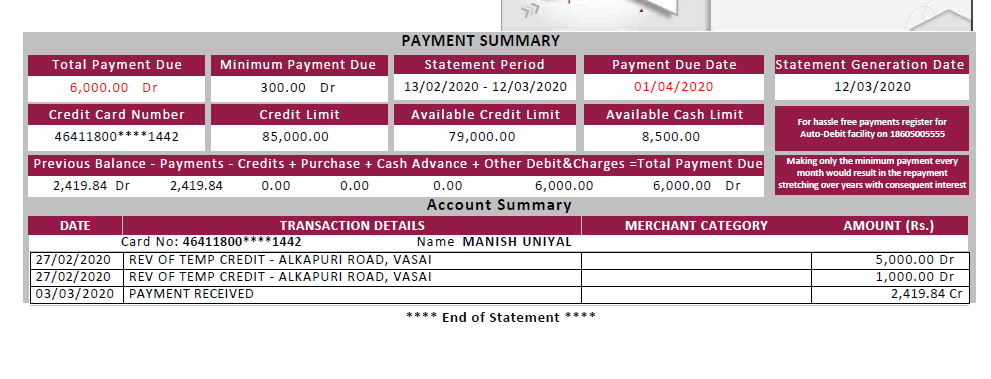 PAYMENT SUMMARY
Total Payment Due Minimum Payment Due Statement Period Payment Due Date Statement Generation Date
6,000.00 Dr 300.00 Dr 13/02/2020 - 12/03/2020 01/04/2020 12/03/2020
Credit Card Number Credit Limit Available Credit Limit Available Cash Limit
46411800****1442 85,000.00 79,000.00 8,500.00
For hassle free payments register for
Auto-Debit facility on 18605005555
Previous Balance - Payments - Credits + Purchase + Cash Advance + Other Debit&Charges =Total Payment Due
2,419.84 Dr 2,419.84 0.00 0.00 0.00 6,000.00 6,000.00 Dr
Making only the minimum payment every
month would result in the repayment
stretching over years with consequent interest
Account Summary
DATE TRANSACTION DETAILS MERCHANT CATEGORY AMOUNT (Rs.)
Card No: 46411800****1442 Name MANISH UNIYAL
27/02/2020 REV OF TEMP CREDIT - ALKAPURI ROAD, VASAI 5,000.00 Dr
27/02/2020 REV OF TEMP CREDIT - ALKAPURI ROAD, VASAI 1,000.00 Dr
03/03/2020 PAYMENT RECEIVED 2,419.84 Cr
**** End of Statement ****